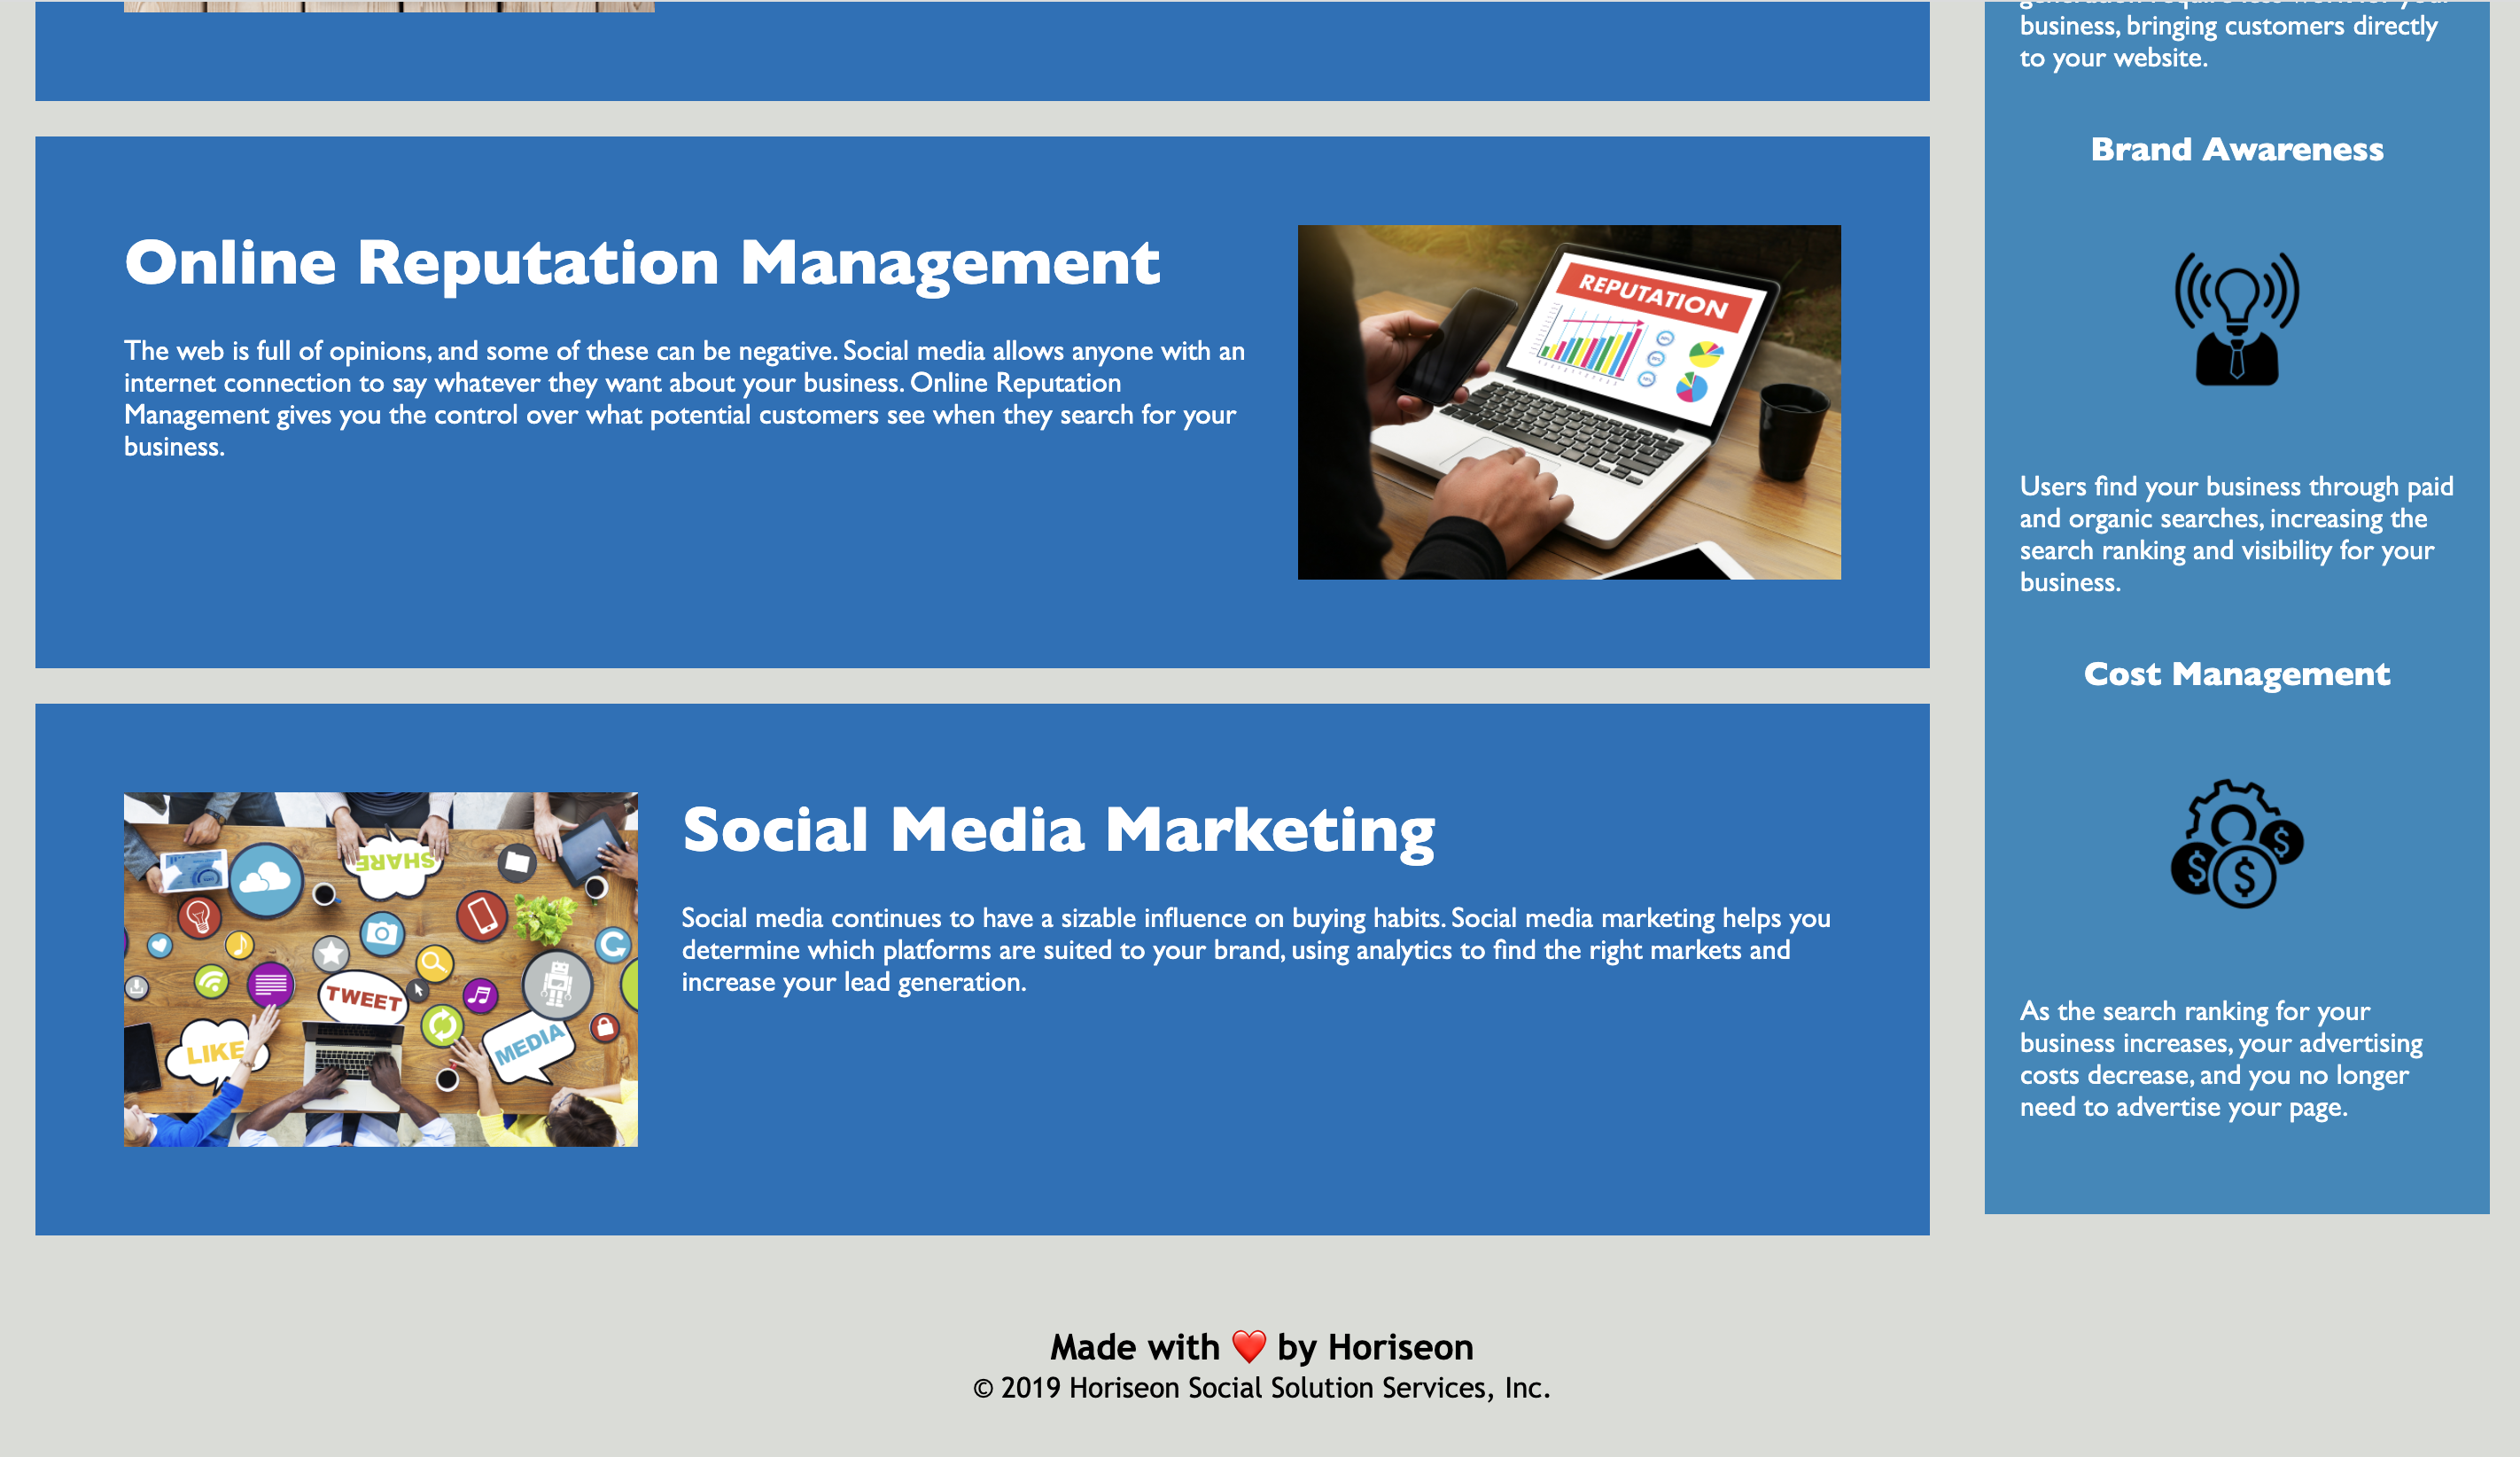 Online Reputation Management
The web is full of opinions, and some of these can be negative. Social media allows anyone with an
internet connection to say whatever they want about your business. Online Reputation
Management gives you the control over what potential customers see when they search for your
business.
REPUTATION
Social Media Marketing
Social media continues to have a sizable influence on buying habits. Social media marketing helps you
determine which platforms are suited to your brand, using analytics to find the right markets and
increase your lead generation.
SHARE
TWEET
LIKE
MEDIA
business, bringing customers directly
to your website.
Brand Awareness
Users find your business through paid
and organic searches, increasing the
search ranking and visibility for your
business.
Cost Management
$ $ $
As the search ranking for your
business increases, your advertising
costs decrease, and you no longer
need to advertise your page.
Made with ❤️ by Horiseon
© 2019 Horiseon Social Solution Services, Inc.